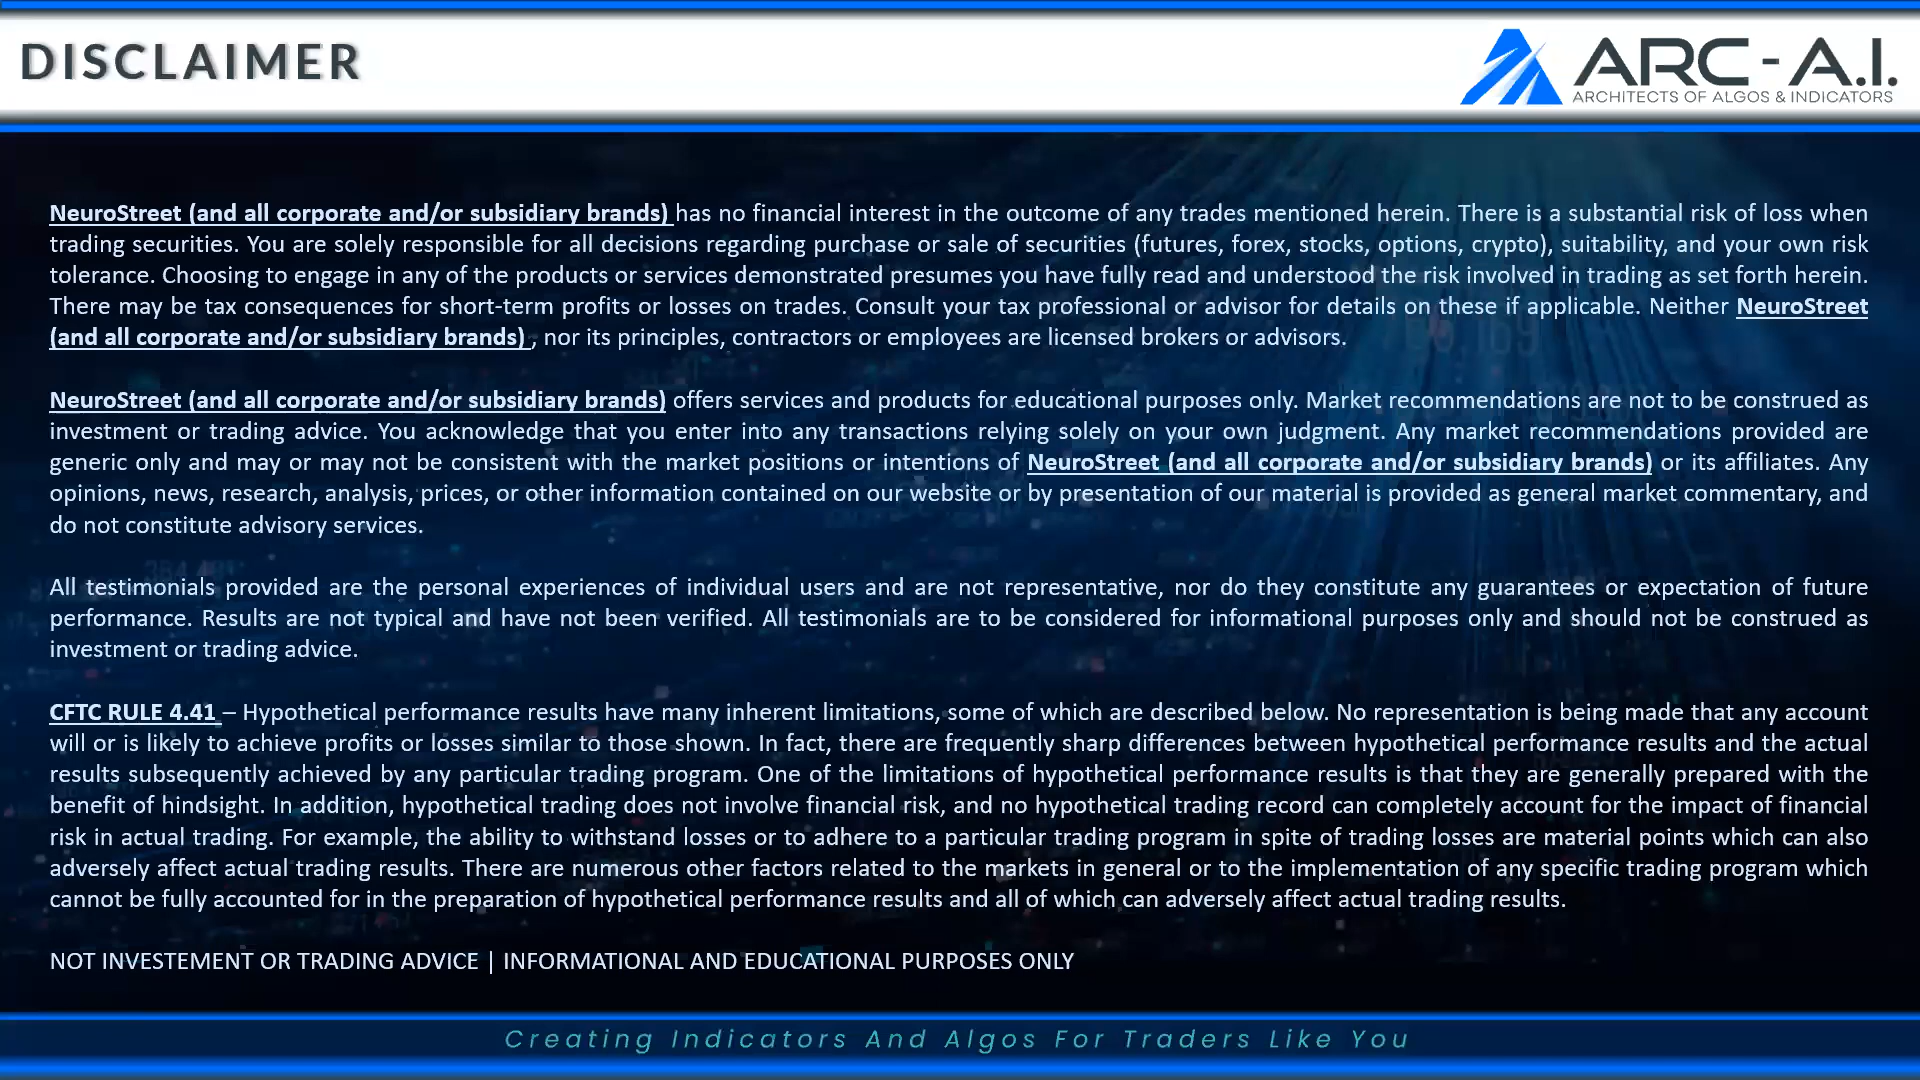 DISCLAIMER
ARC-A.I.
ARCHITECTS OF ALGOS & INDICATORS
NeuroStreet (and all corporate and/or subsidiary brands) has no financial interest in the outcome of any trades mentioned herein. There is a substantial risk of loss when
trading securities. You are solely responsible for all decisions regarding purchase or sale of securities (futures, forex, stocks, options, crypto), suitability, and your own risk
tolerance. Choosing to engage in any of the products or services demonstrated presumes you have fully read and understood the risk involved in trading as set forth herein.
There may be tax consequences for short-term profits or losses on trades. Consult your tax professional or advisor for details on these if applicable. Neither NeuroStreet
(and all corporate and/or subsidiary brands) , nor its principles, contractors or employees are licensed brokers or advisors.
NeuroStreet (and all corporate and/or subsidiary brands) offers services and products for educational purposes only. Market recommendations are not to be construed as
investment or trading advice. You acknowledge that you enter into any transactions relying solely on your own judgment. Any market recommendations provided are
generic only and may or may not be consistent with the market positions or intentions of NeuroStreet (and all corporate and/or subsidiary brands) or its affiliates. Any
opinions, news, research, analysis, prices, or other information contained on our website or by presentation of our material is provided as general market commentary, and
do not constitute advisory services.
All testimonials provided are the personal experiences of individual users and are not representative, nor do they constitute any guarantees or expectation of future
performance. Results are not typical and have not been verified. All testimonials are to be considered for informational purposes only and should not be construed as
investment or trading advice.
CFTC RULE 4.41 – Hypothetical performance results have many inherent limitations, some of which are described below. No representation is being made that any account
will or is likely to achieve profits or losses similar to those shown. In fact, there are frequently sharp differences between hypothetical performance results and the actual
results subsequently achieved by any particular trading program. One of the limitations of hypothetical performance results is that they are generally prepared with the
benefit of hindsight. In addition, hypothetical trading does not involve financial risk, and no hypothetical trading record can completely account for the impact of financial
risk in actual trading. For example, the ability to withstand losses or to adhere to a particular trading program in spite of trading losses are material points which can also
adversely affect actual trading results. There are numerous other factors related to the markets in general or to the implementation of any specific trading program which
cannot be fully accounted for in the preparation of hypothetical performance results and all of which can adversely affect actual trading results.
NOT INVESTEMENT OR TRADING ADVICE | INFORMATIONAL AND EDUCATIONAL PURPOSES ONLY
Creating Indicators And Algos For Traders Like You